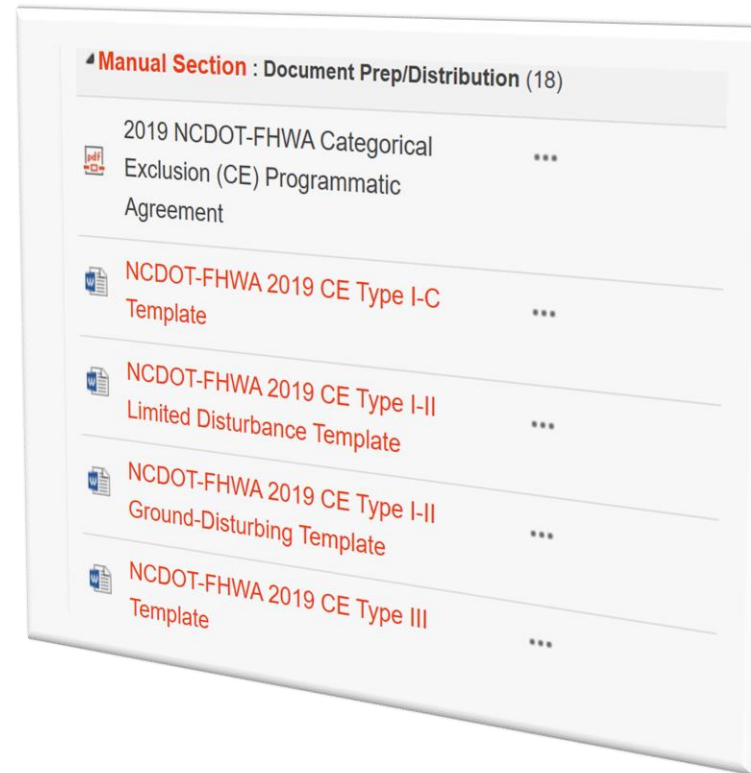 Manual Section : Document Prep/Distribution (18)
pdf
2019 NCDOT-FHWA Categorical
Exclusion (CE) Programmatic
Agreement
W
NCDOT-FHWA 2019 CE Type I-C
Template
W
NCDOT-FHWA 2019 CE Type I-II
Limited Disturbance Template
W
NCDOT-FHWA 2019 CE Type I-II
Ground-Disturbing Template
W
NCDOT-FHWA 2019 CE Type III
Template